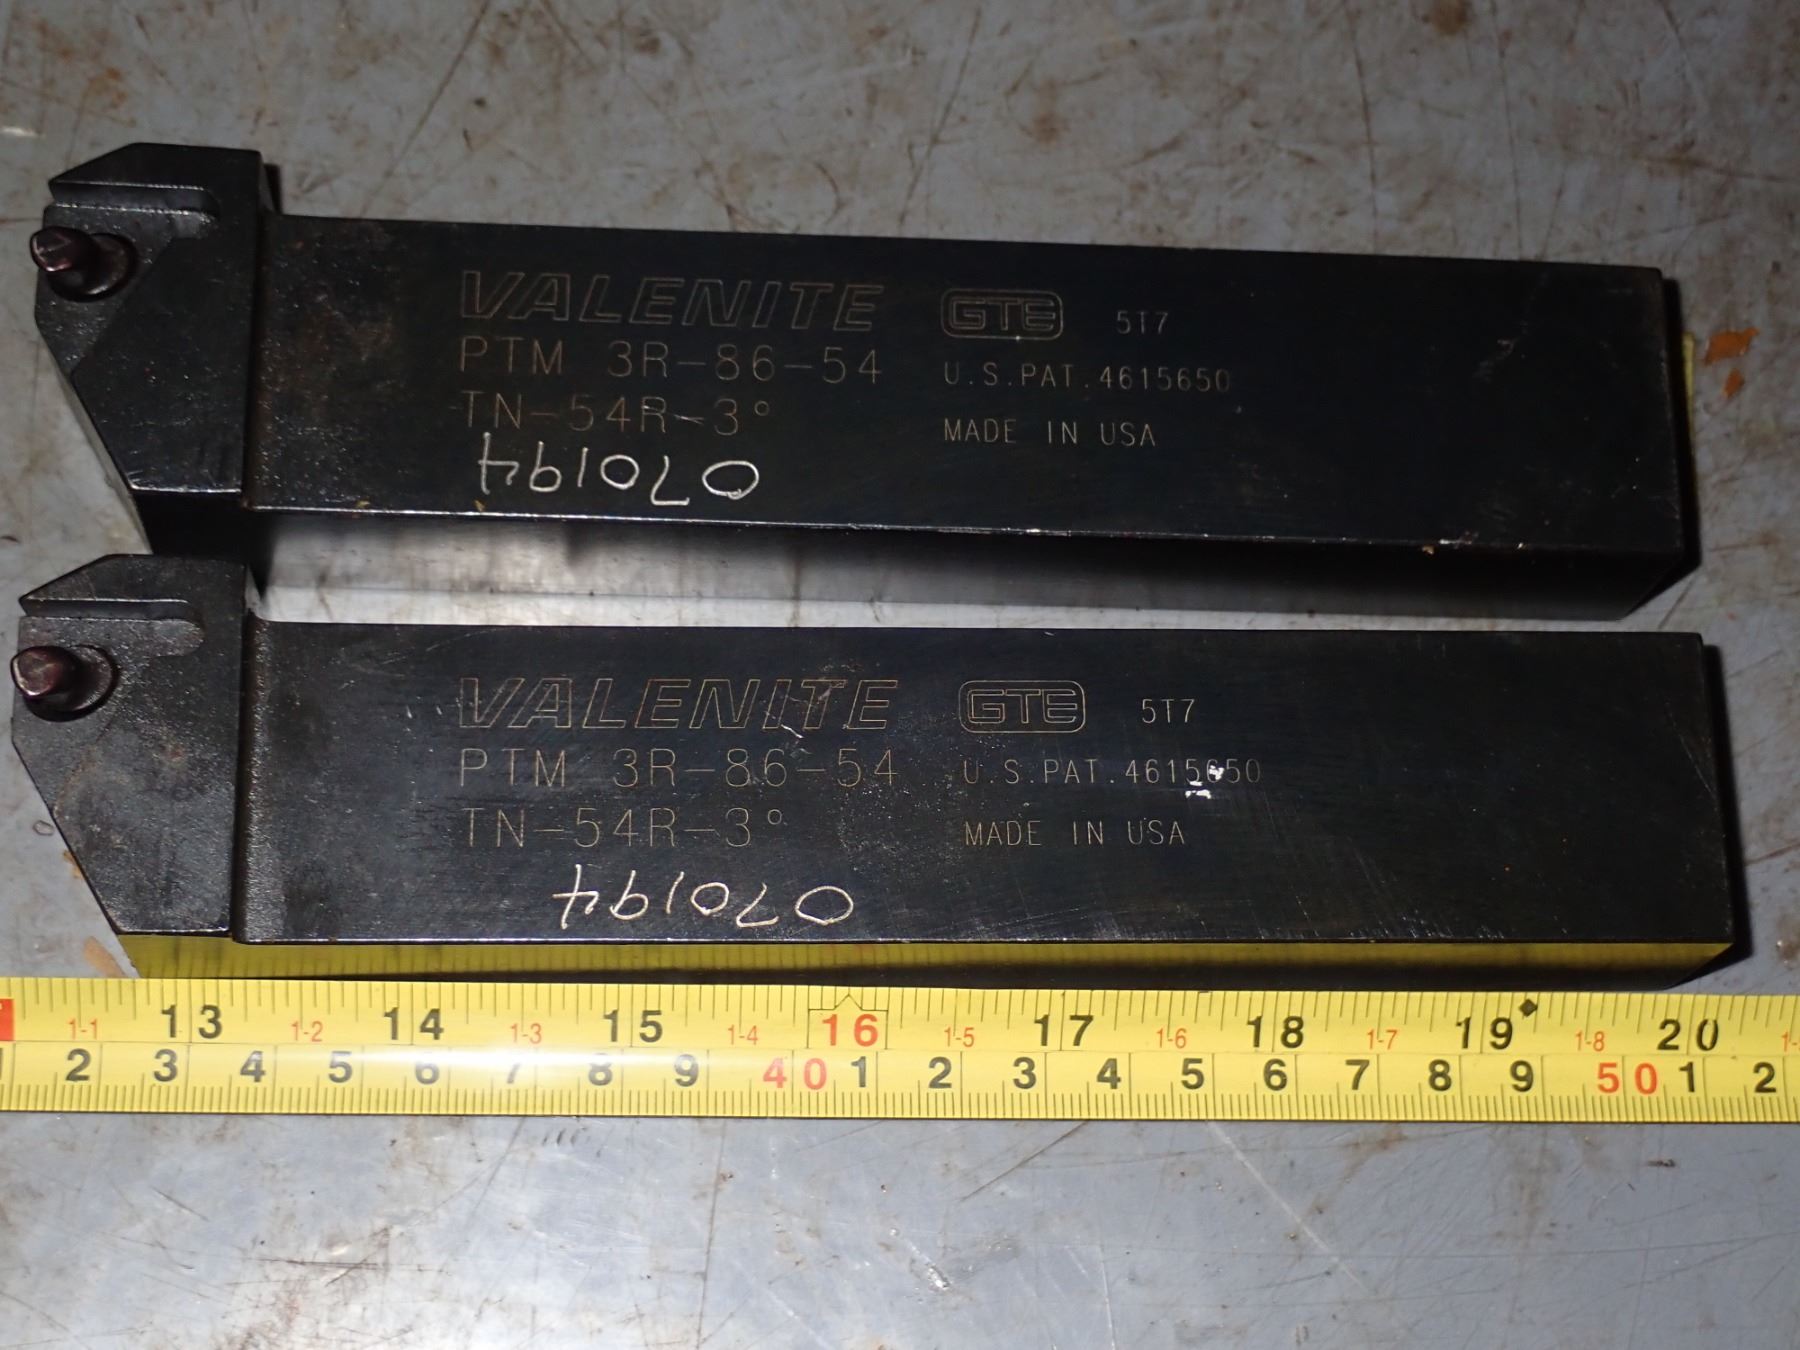 VALENITE GTE 5T7
PTM 3R-86-54 U.S.PAT.4615650
TN-54R-3° MADE IN USA
070194
VALENITE GTE 5T7
PTM 3R-86-54 U.S.PAT.4615650
TN-54R-3° MADE IN USA
070194
1-1 13 1-2 14 1-3 15 1-4 16 1-5 17 1-6 18 1-7 19 1-8 20
2 3 4 5 6 7 8 9 40 1 2 3 4 5 6 7 8 9 50 1 2